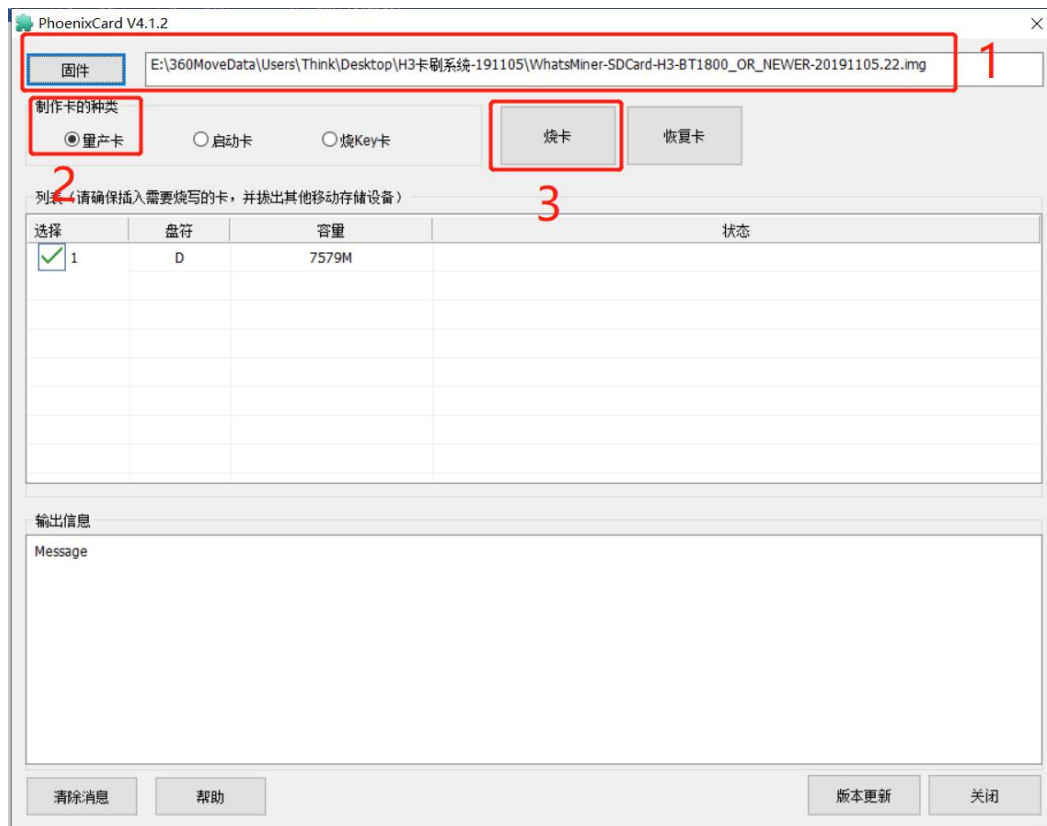 PhoenixCard V4.1.2
固件 E:\360MoveData\Users\Think\Desktop\H3卡刷系统-191105\WhatsMiner-SDCard-H3-BT1800_OR_NEWER-20191105.22.img 1
制作卡的种类
量产卡 启动卡 烧Key卡 烧卡 恢复卡
2 3
列表（请确保插入需要烧写的卡，并拔出其他移动存储设备）
选择 盘符 容量 状态
1 D 7579M
输出信息
Message
清除消息 帮助 版本更新 关闭